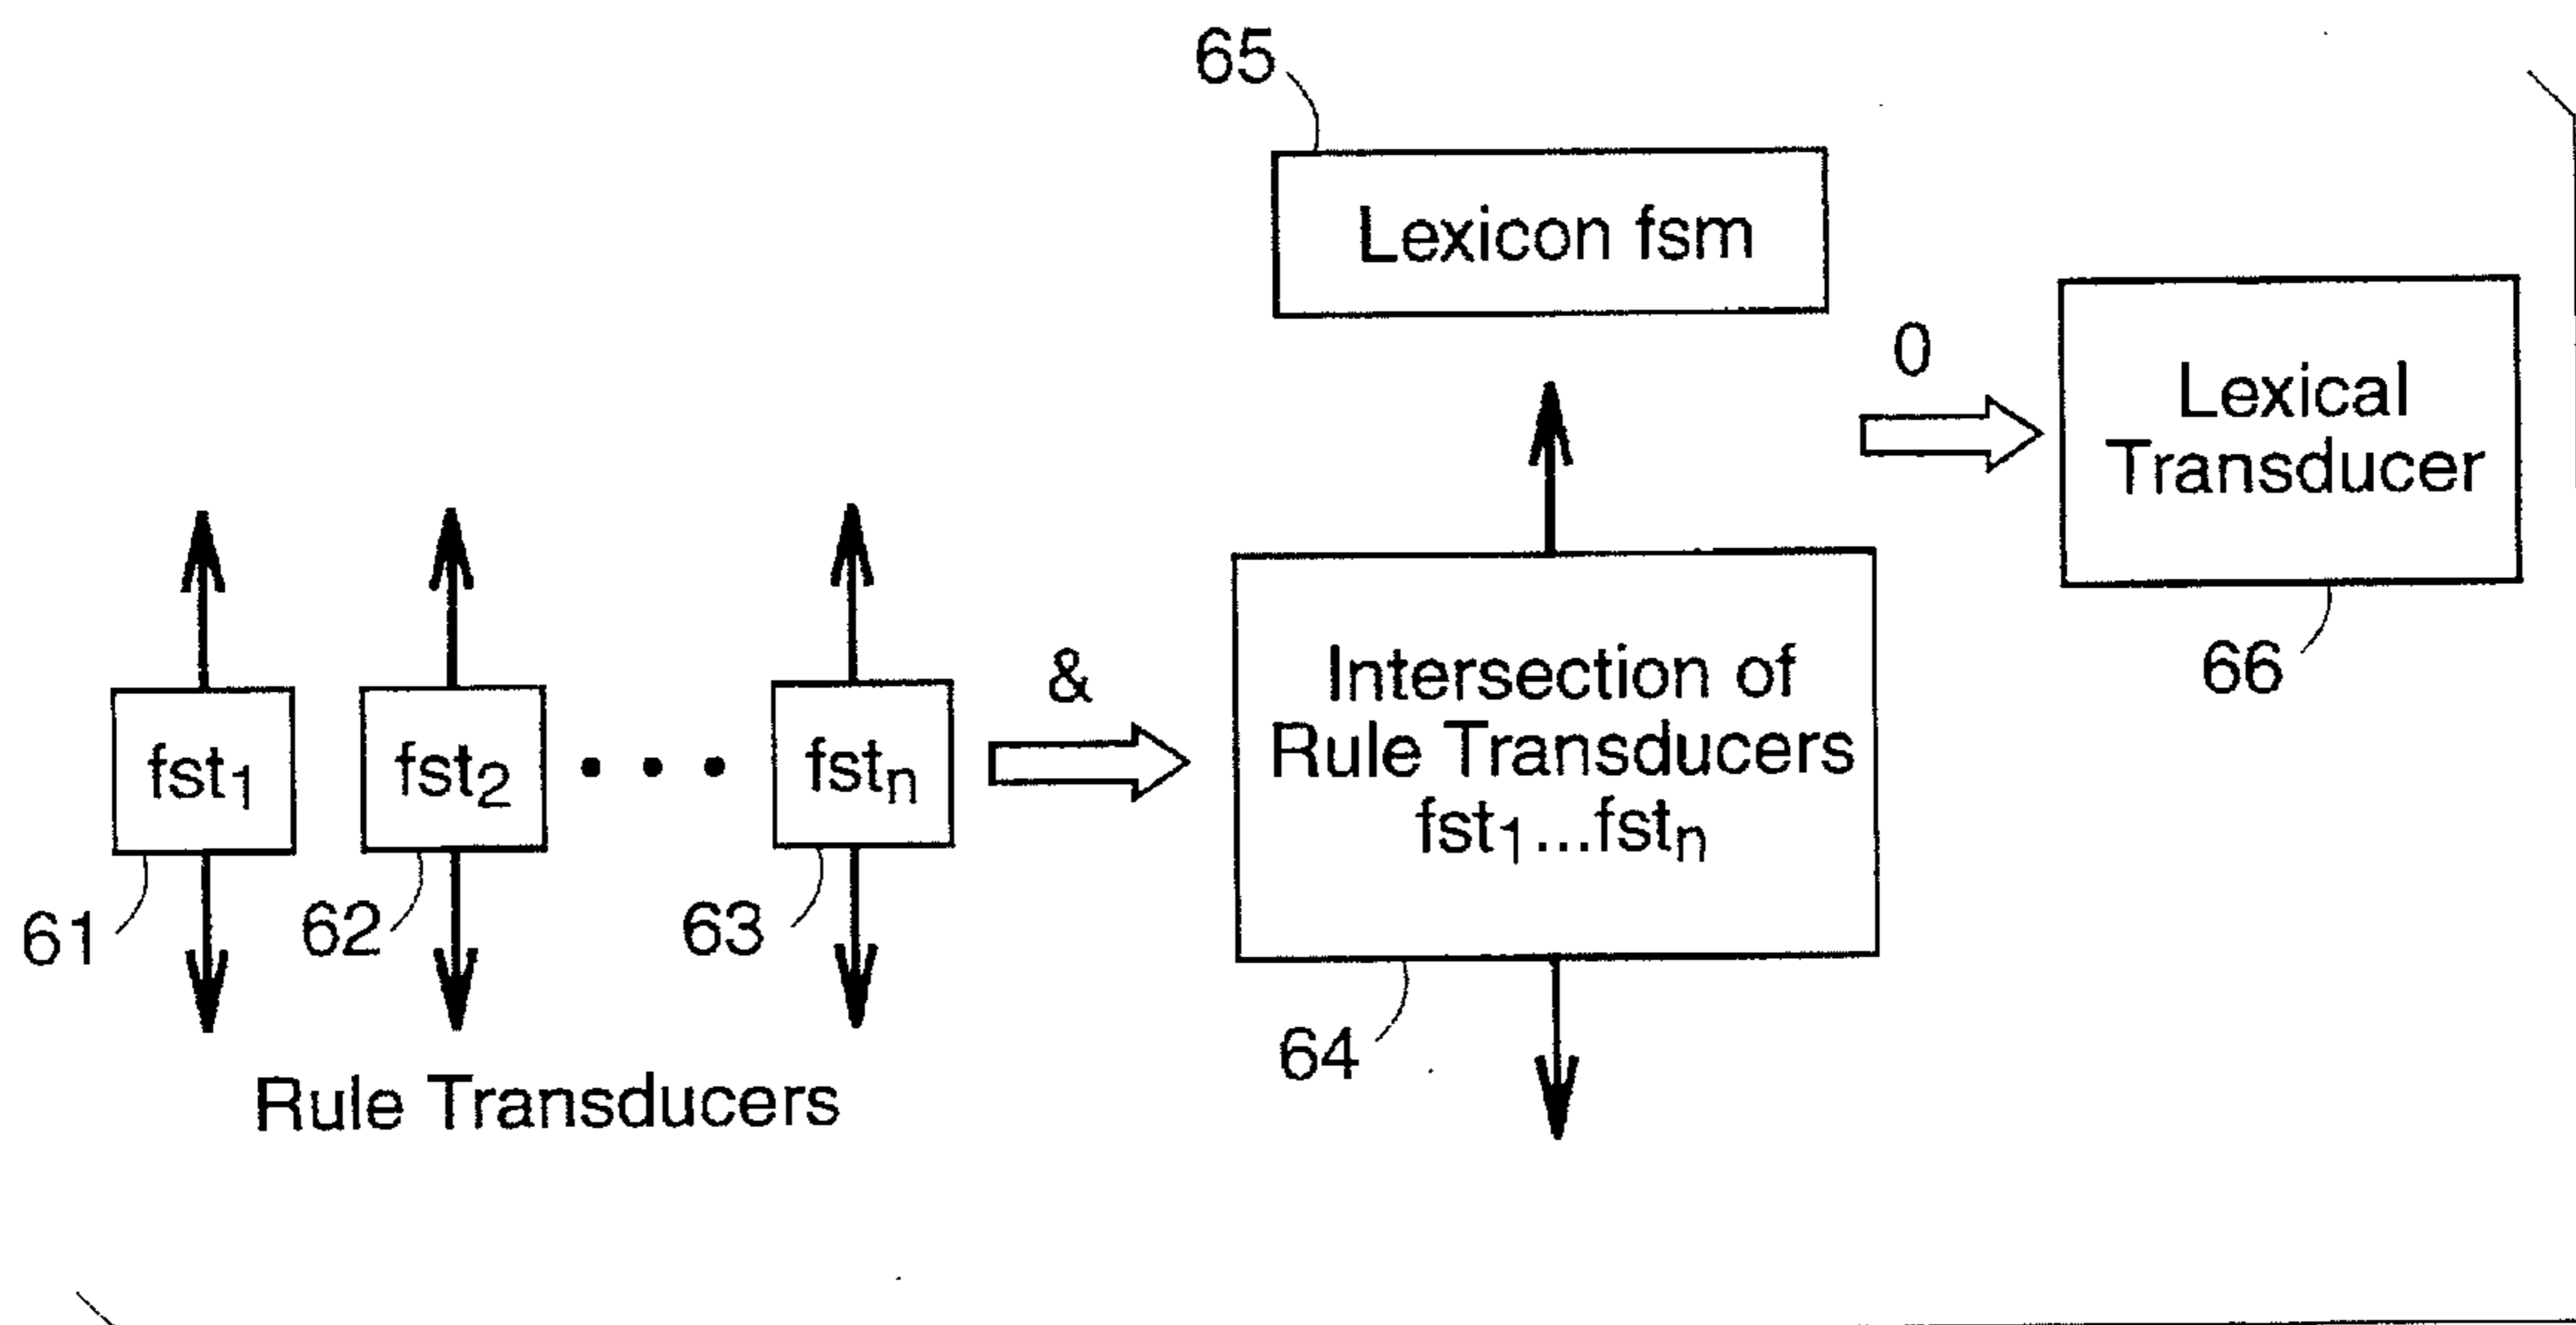 65
Lexicon fsm
0
Lexical
Transducer
66
fst1
fst2
• • •
fstn
&
Intersection of
Rule Transducers
fst1...fstn
61
62
63
64
Rule Transducers